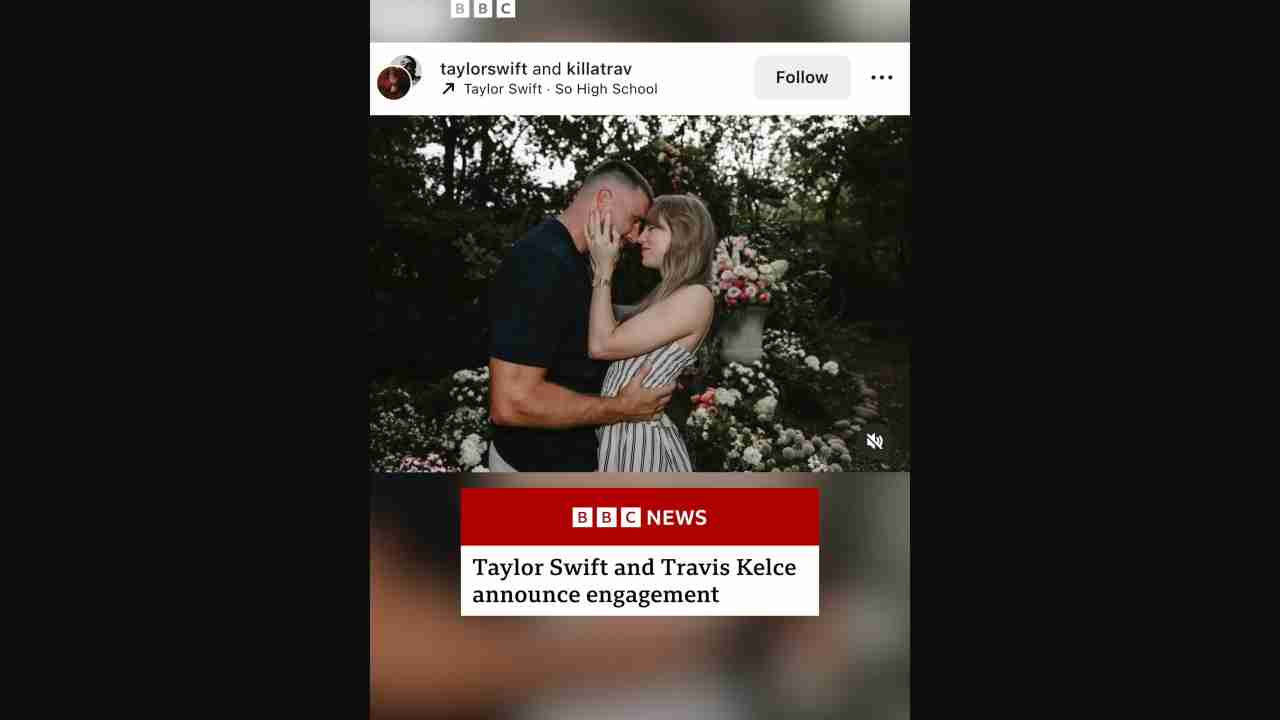 BBC
taylorswift and killatrav
Follow
Taylor Swift · So High School
BBC NEWS
Taylor Swift and Travis Kelce
announce engagement